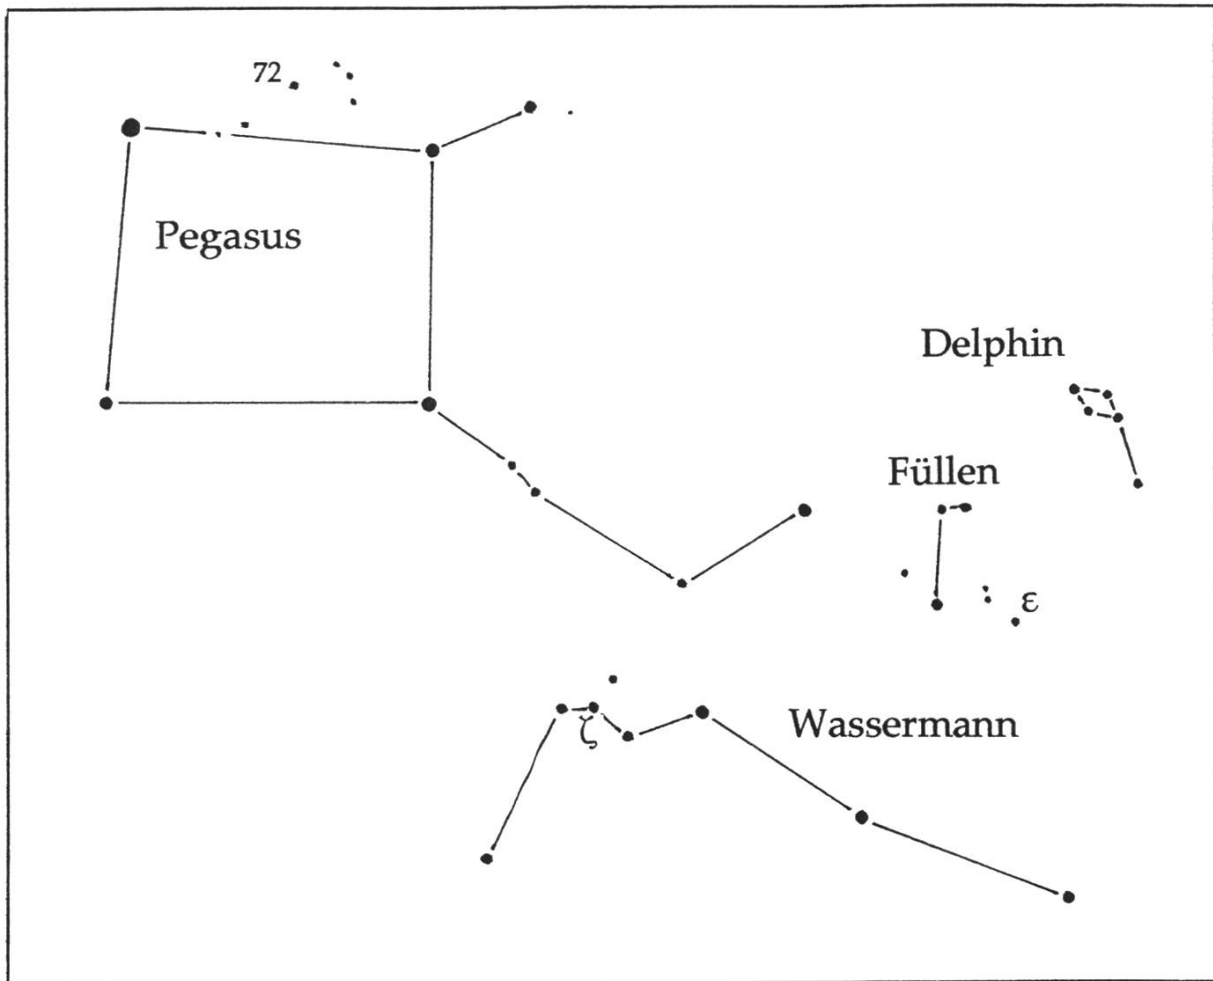 72
Pegasus
Delphin
Füllen
ε
ζ
Wassermann